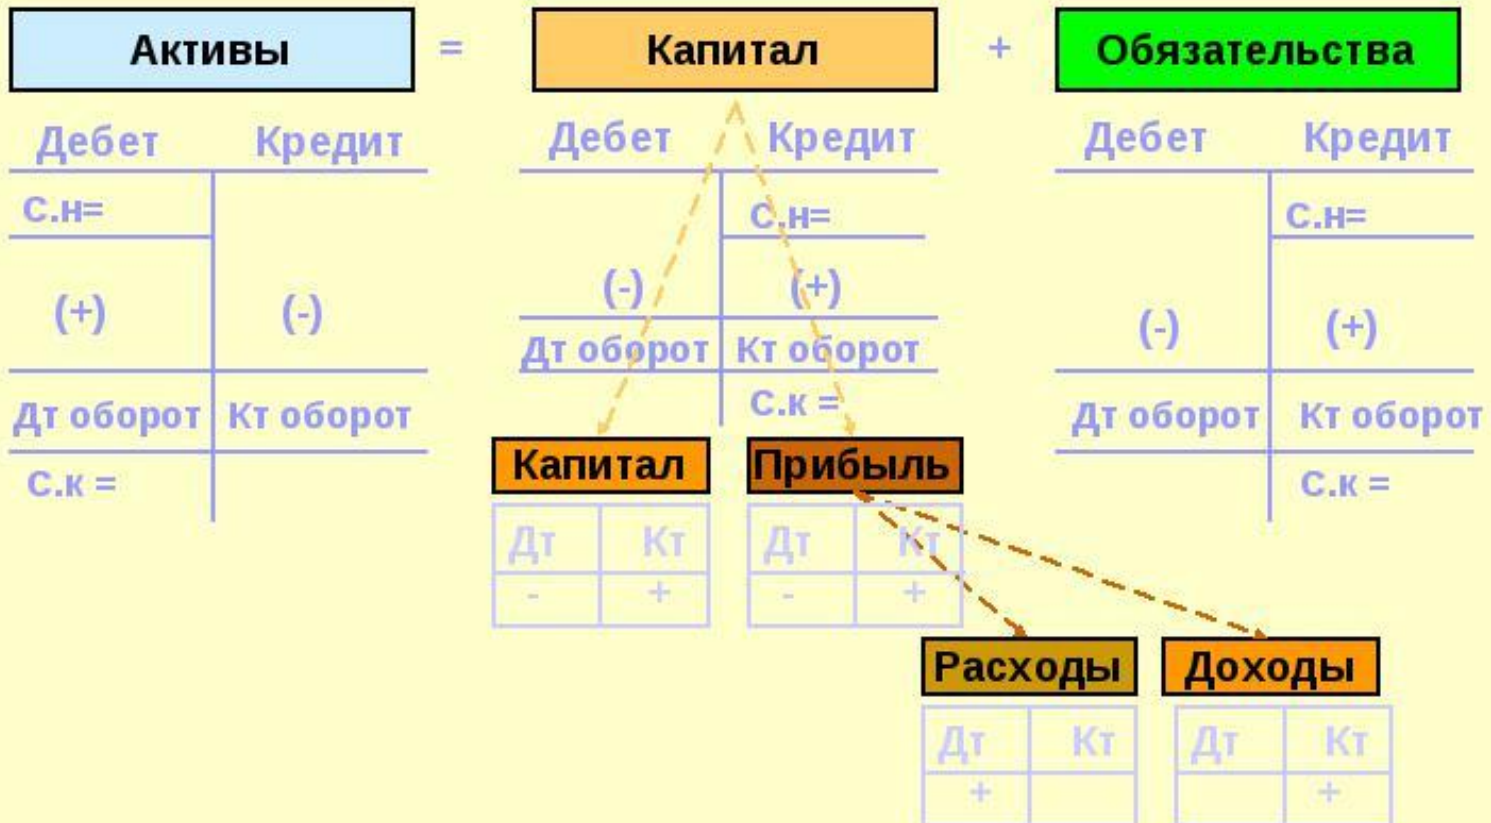 Активы = Капитал + Обязательства
Дебет Кредит Дебет Кредит Дебет Кредит
С.н= С.н= С.н=
(+) (-) (-) (+) (-) (+)
Дт оборот Кт оборот Дт оборот Кт оборот Дт оборот Кт оборот
С.к = С.к = С.к =
Капитал Прибыль
Дт Кт Дт Кт
- + - +
Расходы Доходы
Дт Кт Дт Кт
+ +